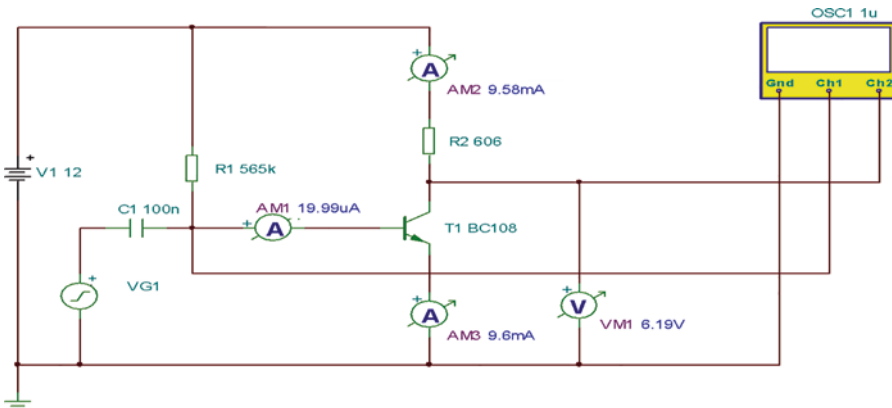 OSC1 1u
Gnd Ch1 Ch2
A
AM2 9.58mA
R2 606
+
V1 12
R1 565k
C1 100n
AM1 19.99uA
A
T1 BC108
VG1
A
AM3 9.6mA
V
VM1 6.19V